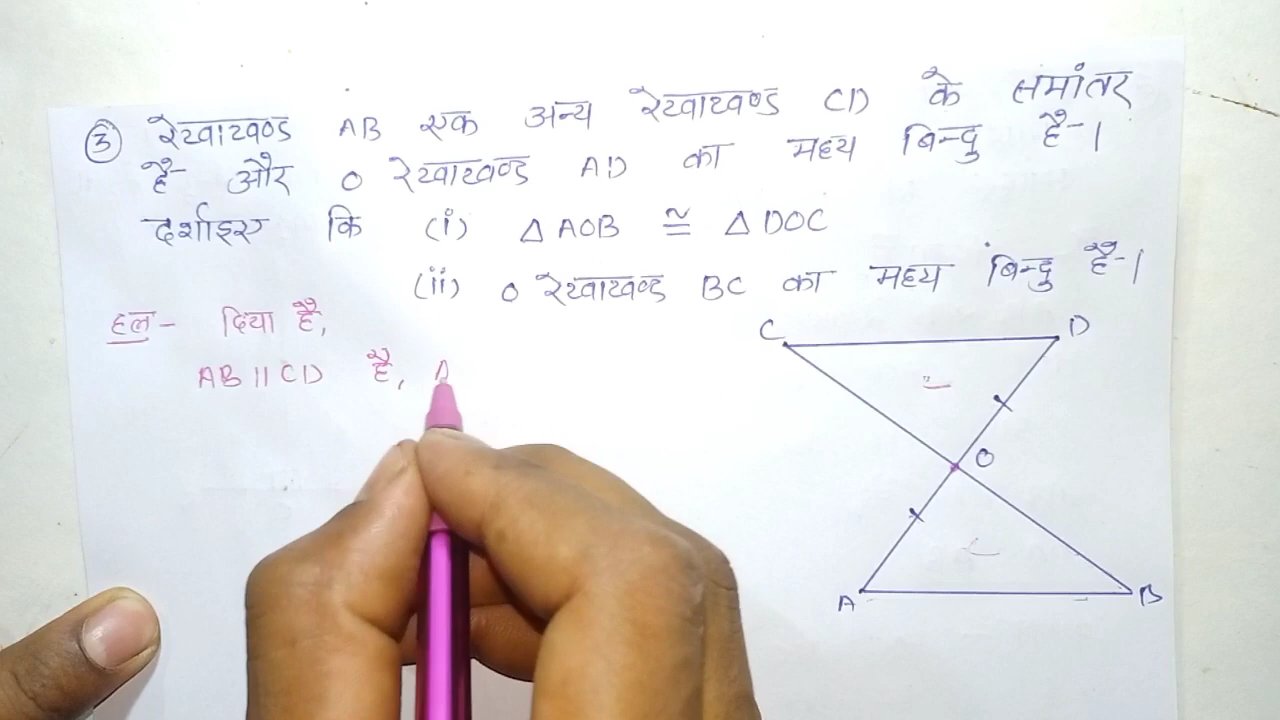 ③ रेखाखण्ड AB एक अन्य रेखाखण्ड CD के समांतर
है और O रेखाखण्ड AD का मध्य बिन्दु है।
दर्शाइए कि (i) △AOB ≅ △DOC
(ii) O रेखाखण्ड BC का मध्य बिन्दु है।
हल- दिया है,
AB || CD है, A
C D
O
A B